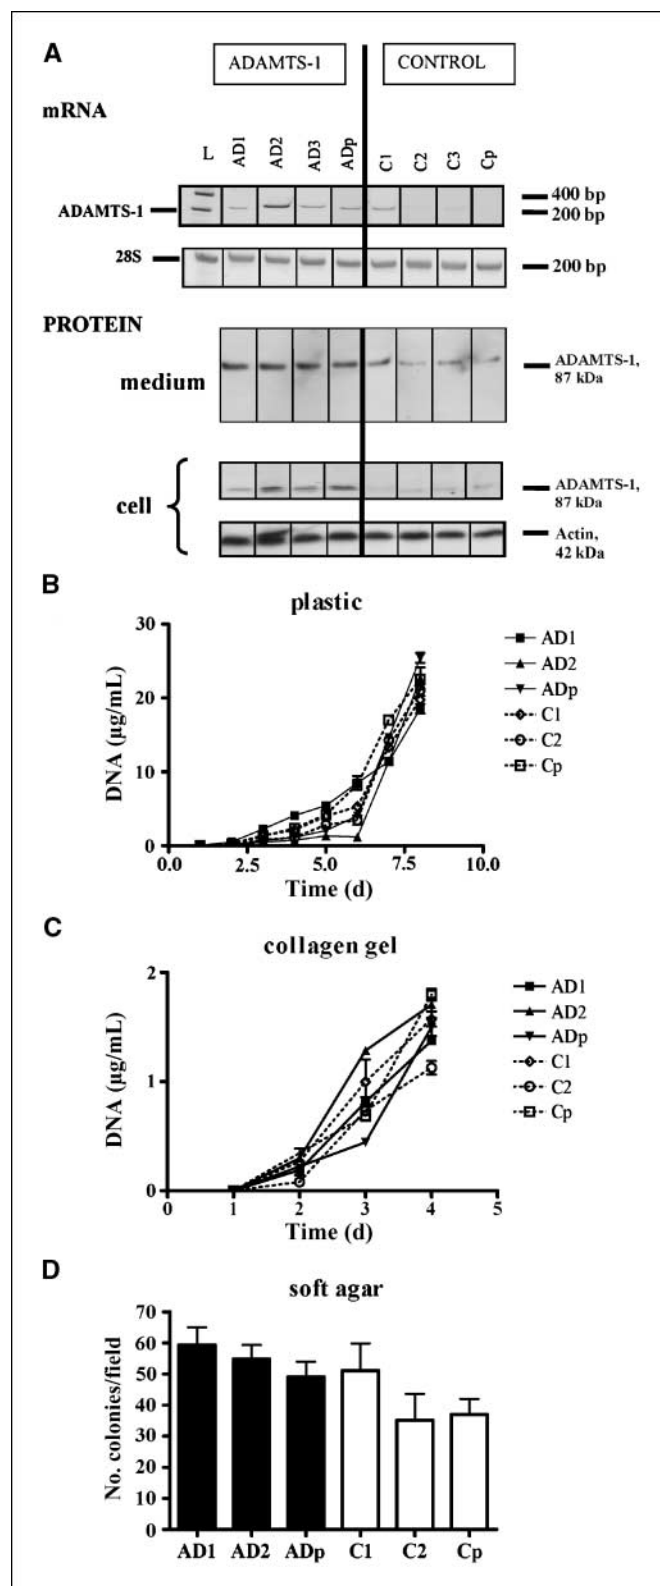 A
ADAMTS-1 CONTROL
mRNA
L AD1 AD2 AD3 ADp C1 C2 C3 Cp
ADAMTS-1
400 bp
200 bp
28S
200 bp
PROTEIN
medium
ADAMTS-1,
87 kDa
cell
ADAMTS-1,
87 kDa
Actin,
42 kDa
B
plastic
DNA (µg/mL)
30
20
10
0
0.0 2.5 5.0 7.5 10.0
Time (d)
AD1
AD2
ADp
C1
C2
Cp
C
collagen gel
DNA (µg/mL)
2
1
0
0 1 2 3 4 5
Time (d)
AD1
AD2
ADp
C1
C2
Cp
D
soft agar
No. colonies/field
70
60
50
40
30
20
10
0
AD1 AD2 ADp C1 C2 Cp